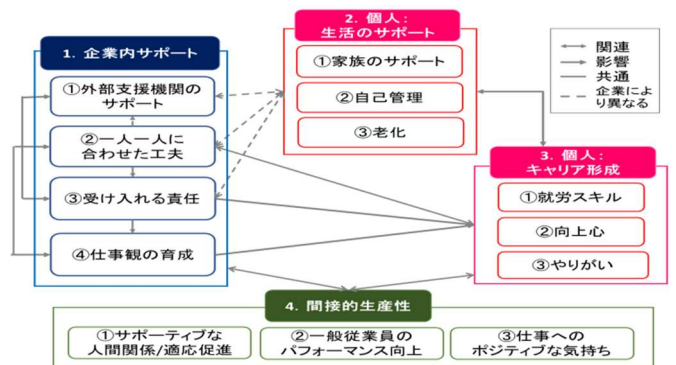 1. 企業内サポート
①外部支援機関の
サポート
②一人一人に
合わせた工夫
③受け入れる責任
④仕事観の育成
2. 個人:
生活のサポート
①家族のサポート
②自己管理
③老化
関連
影響
共通
企業によ
り異なる
3. 個人:
キャリア形成
①就労スキル
②向上心
③やりがい
4. 間接的生産性
①サポーティブな
人間関係/適応促進
②一般従業員の
パフォーマンス向上
③仕事への
ポジティブな気持ち